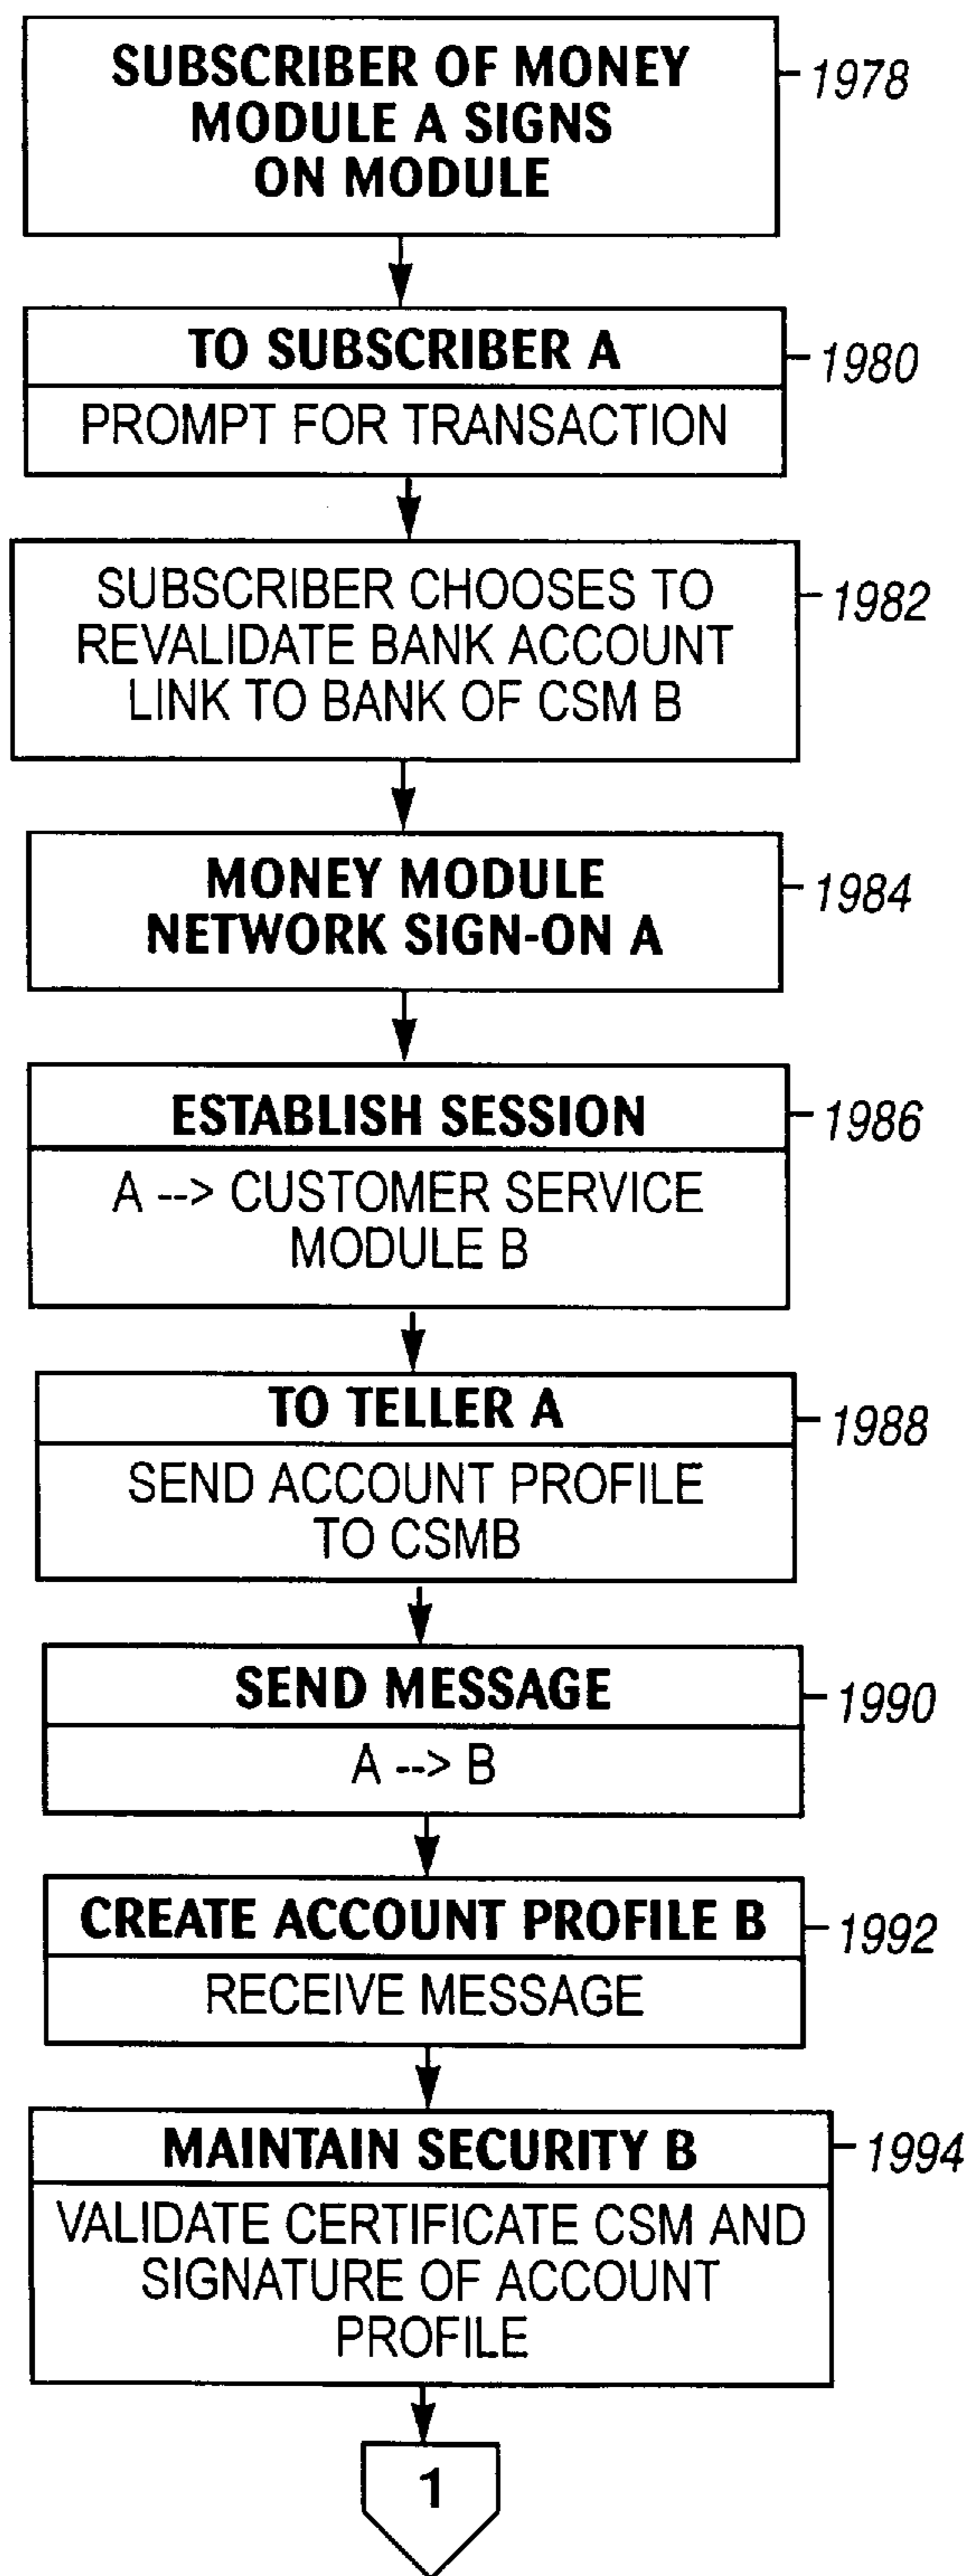 SUBSCRIBER OF MONEY
MODULE A SIGNS
ON MODULE
1978
TO SUBSCRIBER A
1980
PROMPT FOR TRANSACTION
SUBSCRIBER CHOOSES TO
REVALIDATE BANK ACCOUNT
LINK TO BANK OF CSM B
1982
MONEY MODULE
NETWORK SIGN-ON A
1984
ESTABLISH SESSION
1986
A --> CUSTOMER SERVICE
MODULE B
TO TELLER A
1988
SEND ACCOUNT PROFILE
TO CSMB
SEND MESSAGE
1990
A --> B
CREATE ACCOUNT PROFILE B
1992
RECEIVE MESSAGE
MAINTAIN SECURITY B
1994
VALIDATE CERTIFICATE CSM AND
SIGNATURE OF ACCOUNT
PROFILE
1